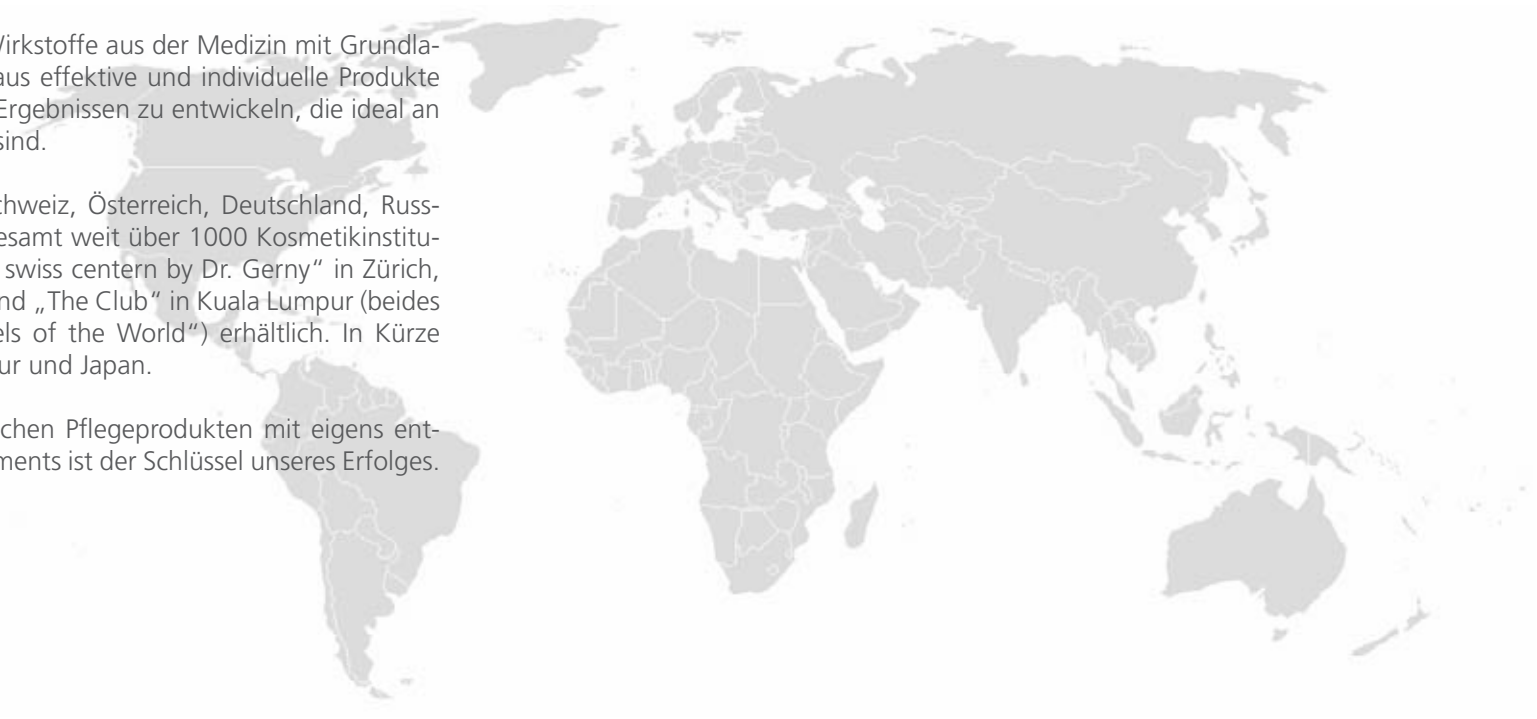 Wirkstoffe aus der Medizin mit Grundla-
aus effektive und individuelle Produkte
Ergebnissen zu entwickeln, die ideal an
sind.
chweiz, Österreich, Deutschland, Russ-
esamt weit über 1000 Kosmetikinstitu-
swiss centern by Dr. Gerny“ in Zürich,
nd „The Club“ in Kuala Lumpur (beides
els of the World“) erhältlich. In Kürze
ur und Japan.
chen Pflegeprodukten mit eigens ent-
ments ist der Schlüssel unseres Erfolges.